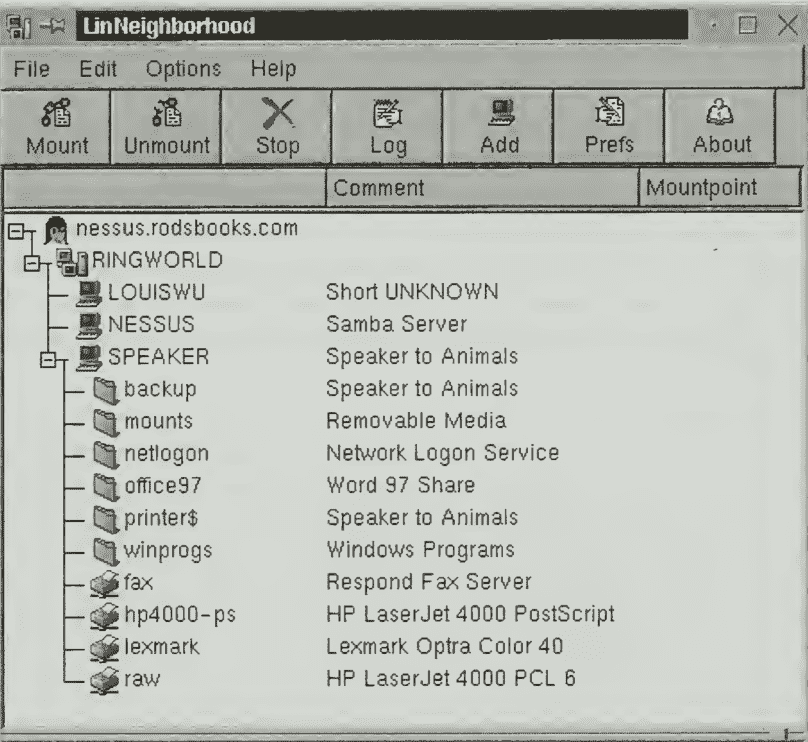 LinNeighborhood
File Edit Options Help
Mount Unmount Stop Log Add Prefs About
Comment Mountpoint
nessus.rodsbooks.com
RINGWORLD
LOUISWU Short UNKNOWN
NESSUS Samba Server
SPEAKER Speaker to Animals
backup Speaker to Animals
mounts Removable Media
netlogon Network Logon Service
office97 Word 97 Share
printer$ Speaker to Animals
winprogs Windows Programs
fax Respond Fax Server
hp4000-ps HP LaserJet 4000 PostScript
lexmark Lexmark Optra Color 40
raw HP LaserJet 4000 PCL 6